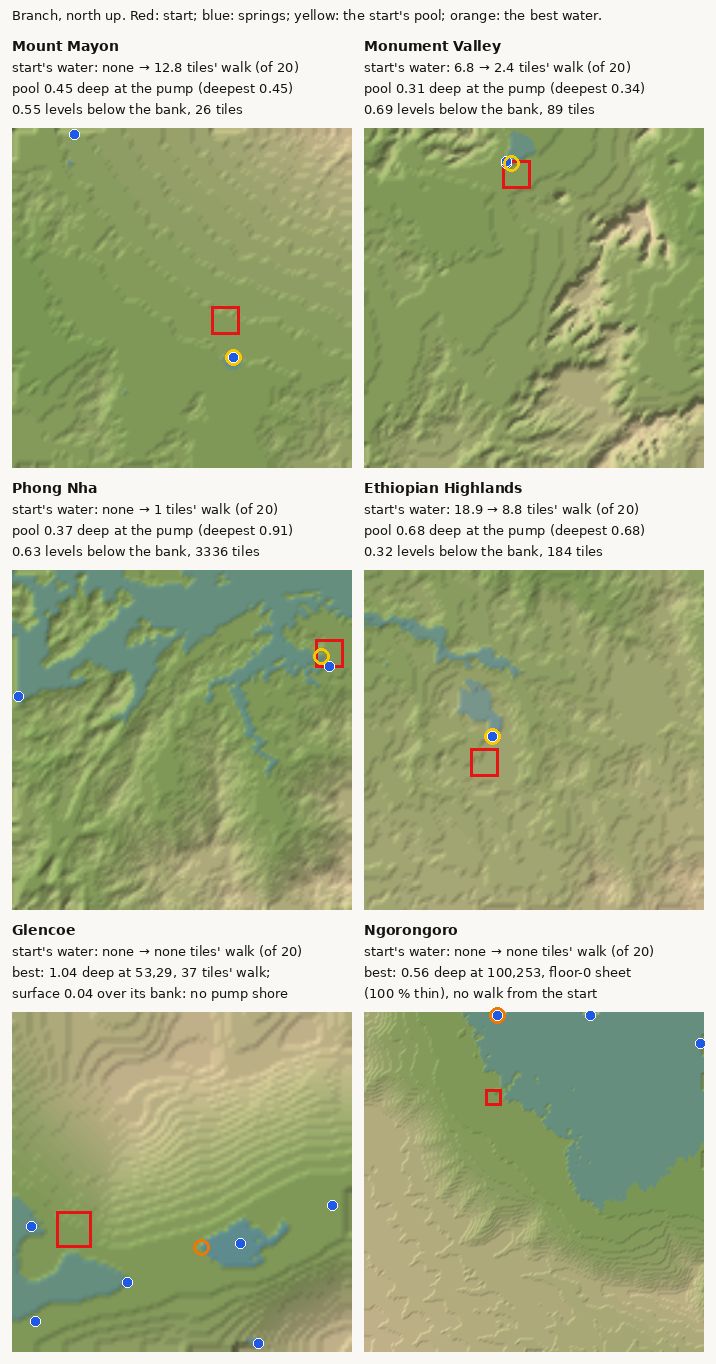 Branch, north up. Red: start; blue: springs; yellow: the start's pool; orange: the best water.
Mount Mayon
start's water: none → 12.8 tiles' walk (of 20)
pool 0.45 deep at the pump (deepest 0.45)
0.55 levels below the bank, 26 tiles
Monument Valley
start's water: 6.8 → 2.4 tiles' walk (of 20)
pool 0.31 deep at the pump (deepest 0.34)
0.69 levels below the bank, 89 tiles
Phong Nha
start's water: none → 1 tiles' walk (of 20)
pool 0.37 deep at the pump (deepest 0.91)
0.63 levels below the bank, 3336 tiles
Ethiopian Highlands
start's water: 18.9 → 8.8 tiles' walk (of 20)
pool 0.68 deep at the pump (deepest 0.68)
0.32 levels below the bank, 184 tiles
Glencoe
start's water: none → none tiles' walk (of 20)
best: 1.04 deep at 53,29, 37 tiles' walk;
surface 0.04 over its bank: no pump shore
Ngorongoro
start's water: none → none tiles' walk (of 20)
best: 0.56 deep at 100,253, floor-0 sheet
(100 % thin), no walk from the start